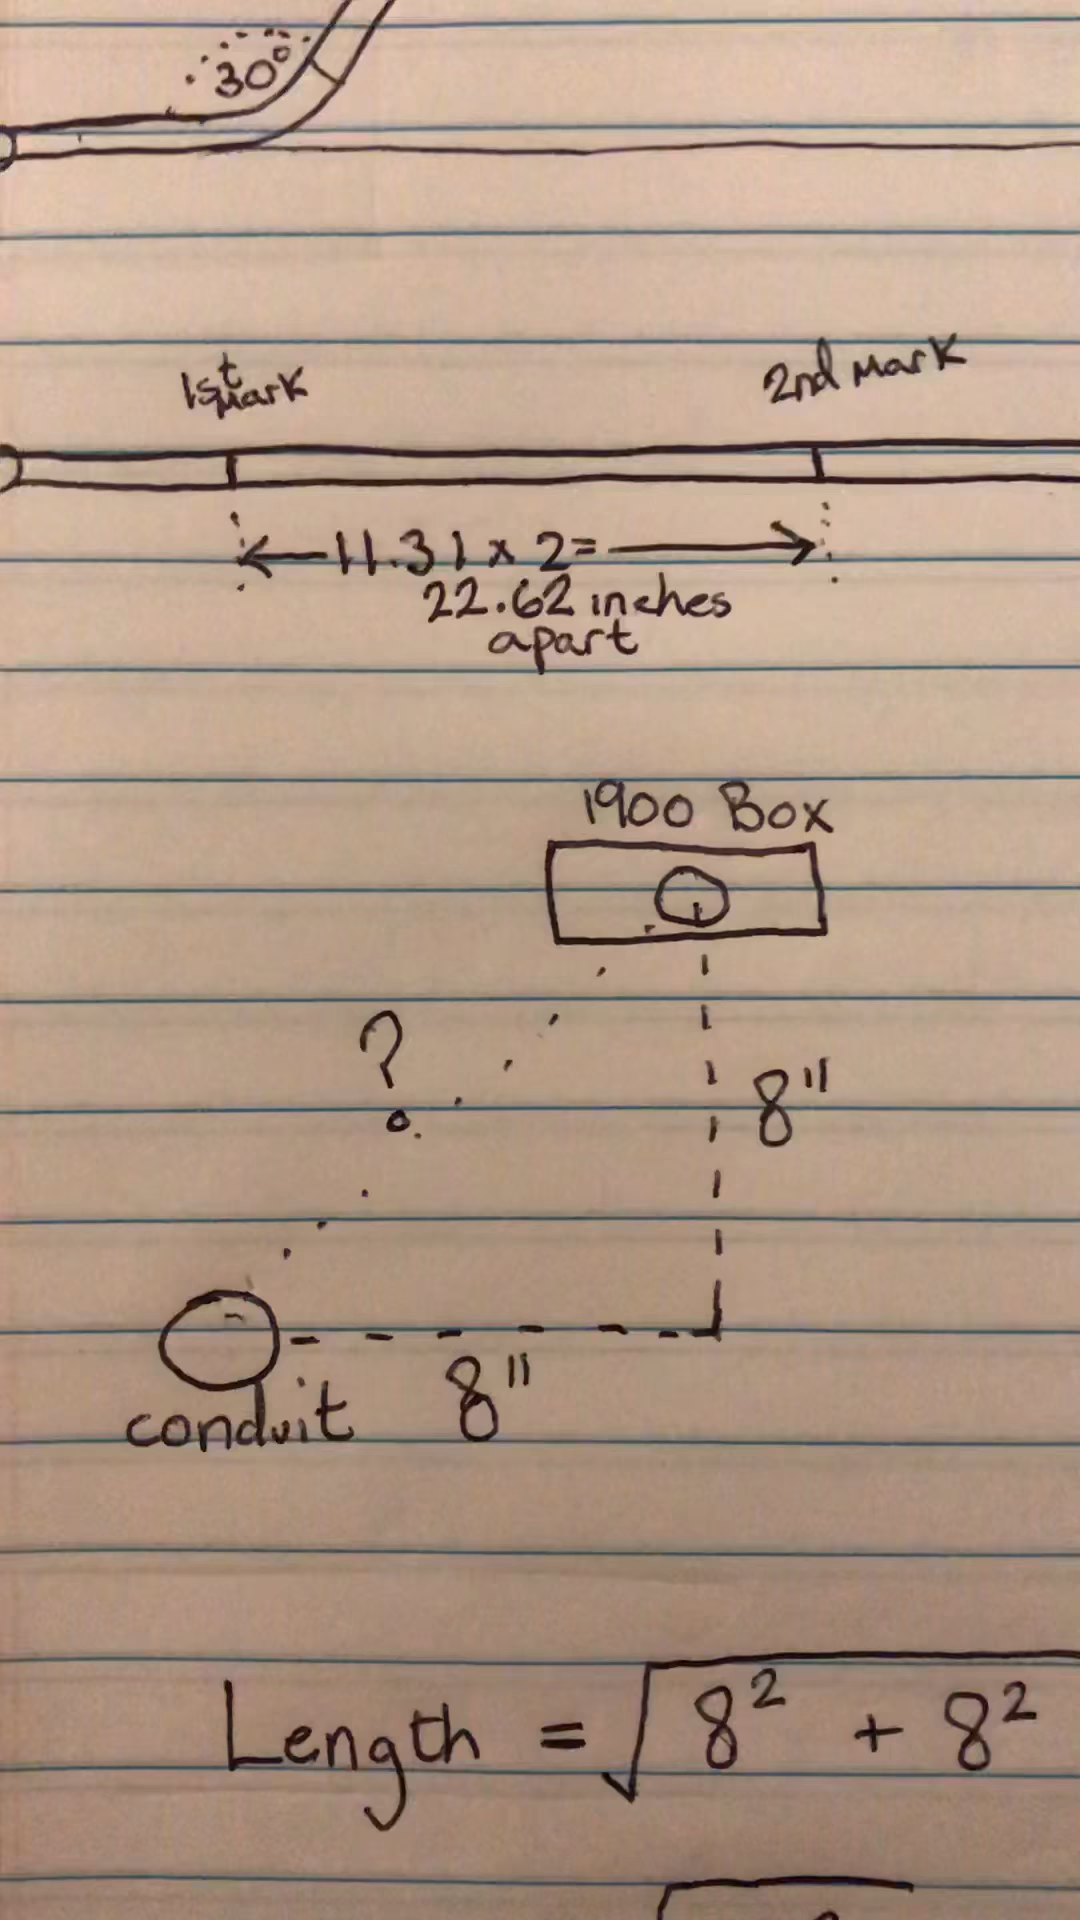 30°
1st Mark
2nd Mark
11.31 x 2=
22.62 inches
apart
1900 Box
?
8"
8"
conduit
Length = √8² + 8²